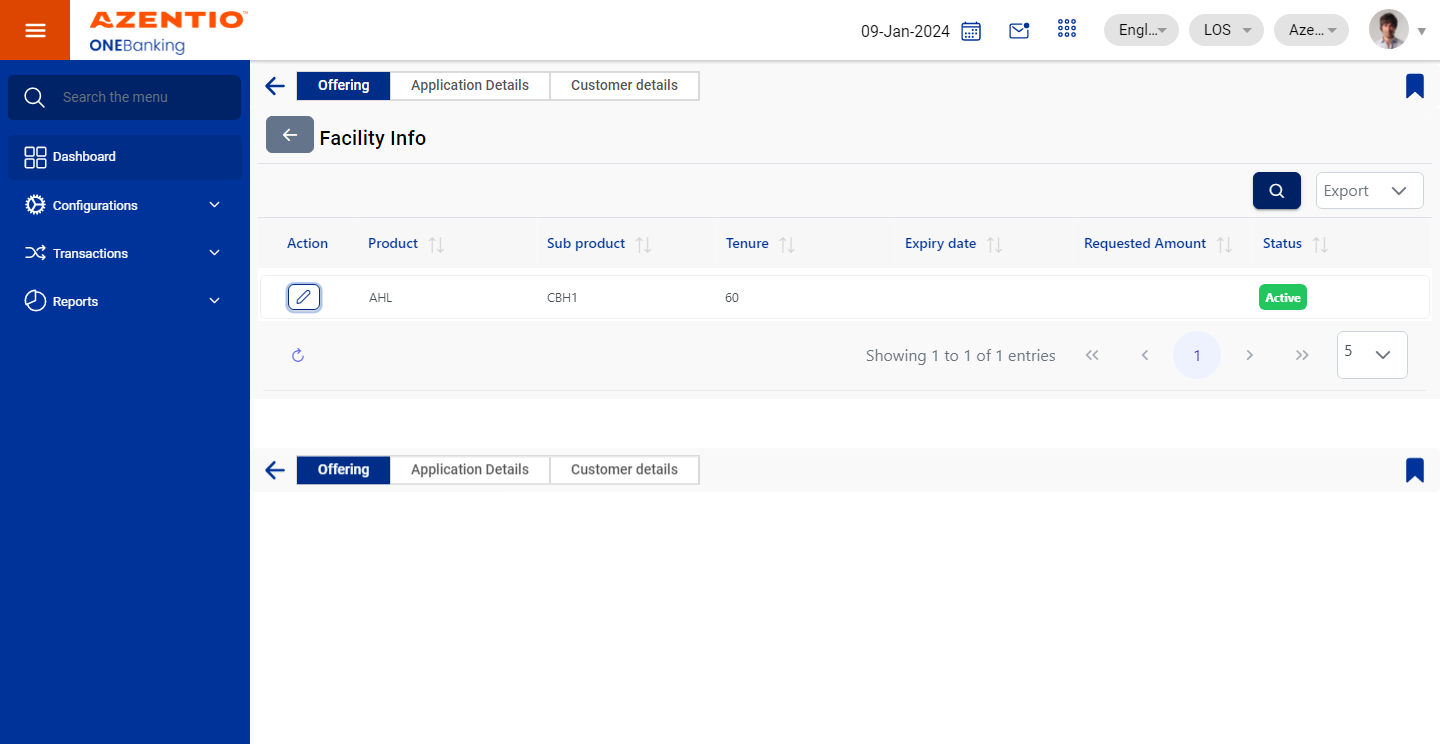 AZENTIO™
ONEBanking
09-Jan-2024
Engl...
LOS
Aze...
Search the menu
Dashboard
Configurations
Transactions
Reports
Offering Application Details Customer details
Facility Info
Export
Action Product Sub product Tenure Expiry date Requested Amount Status
AHL CBH1 60 Active
Showing 1 to 1 of 1 entries
1
5
Offering Application Details Customer details